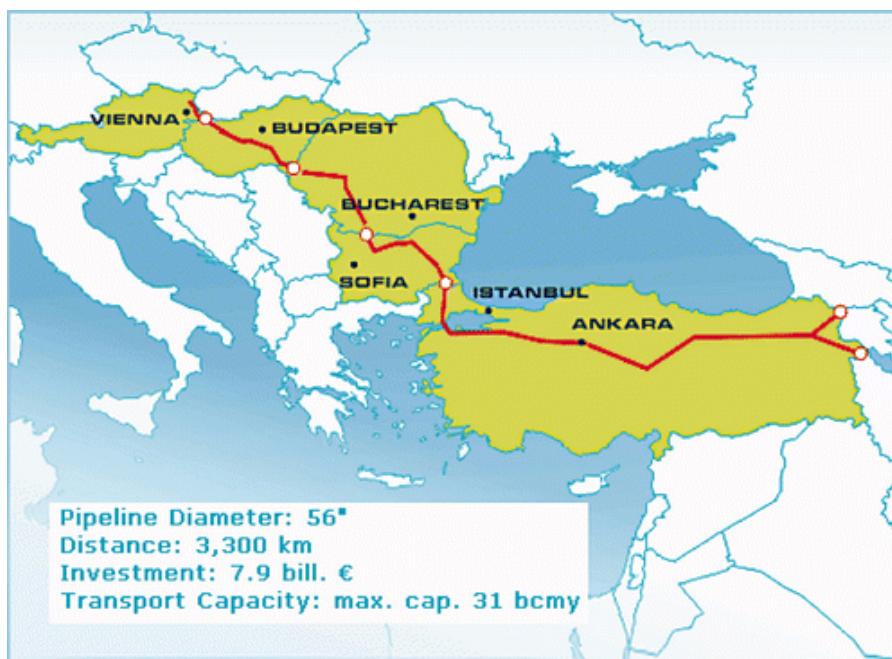 VIENNA
BUDAPEST
BUCHAREST
SOFIA
ISTANBUL
ANKARA
Pipeline Diameter: 56"
Distance: 3,300 km
Investment: 7.9 bill. €
Transport Capacity: max. cap. 31 bcmy